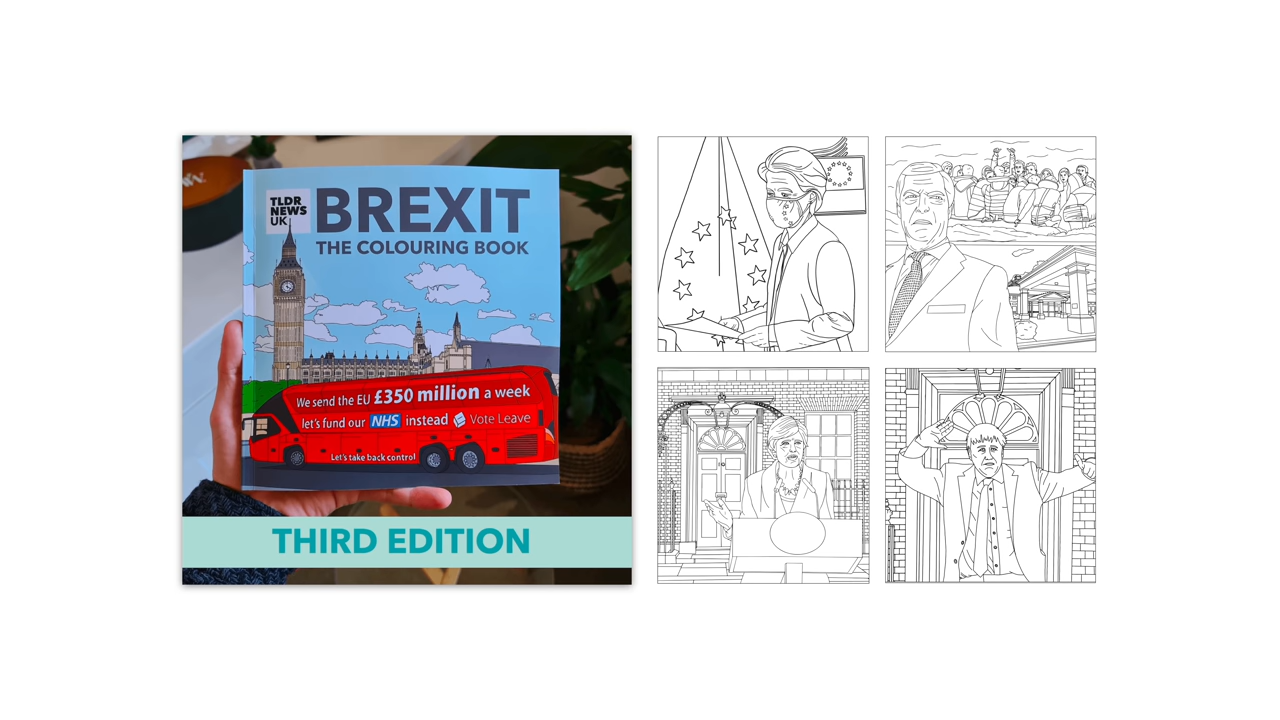 TLDR
NEWS
UK
BREXIT
THE COLOURING BOOK
We send the EU £350 million a week
let's fund our NHS instead Vote Leave
Let's take back control
THIRD EDITION